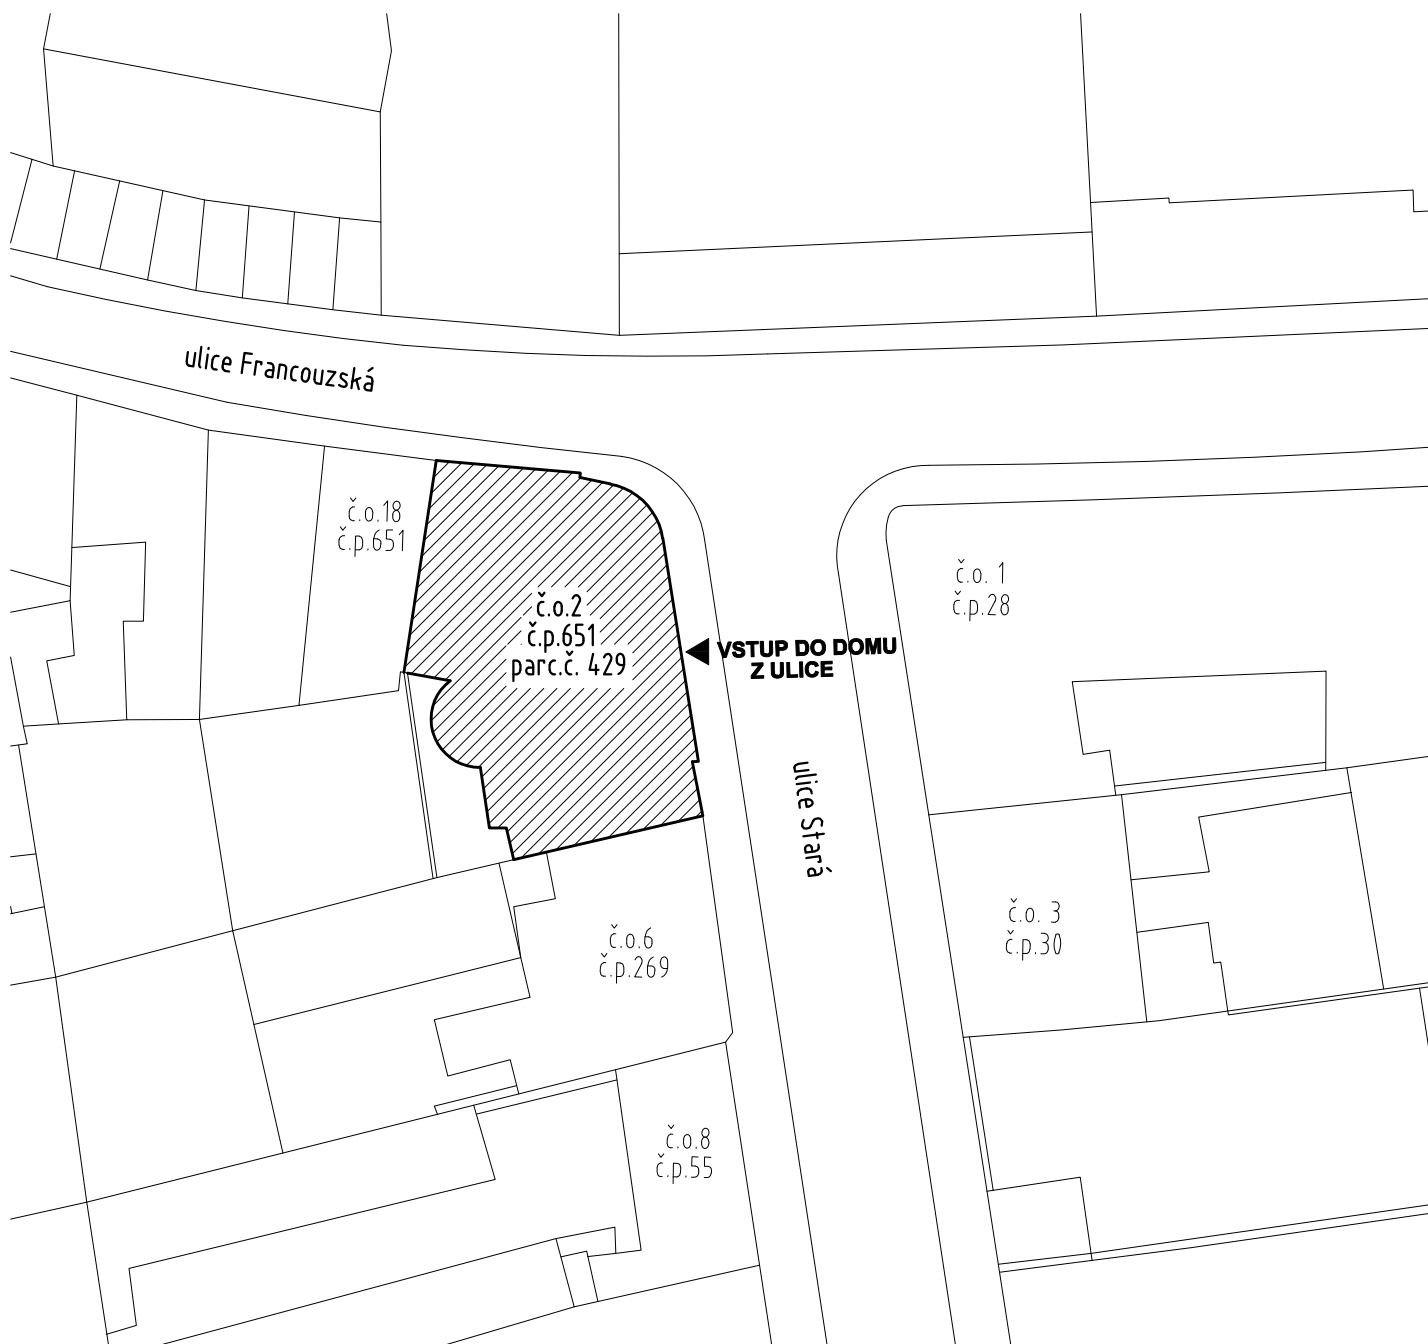 ulice Francouzská
č.o.18
č.p.651
č.o.2
č.p.651
parc.č. 429
VSTUP DO DOMU
Z ULICE
č.o. 1
č.p.28
ulice Stará
č.o. 3
č.p.30
č.o.6
č.p.269
č.o.8
č.p.55